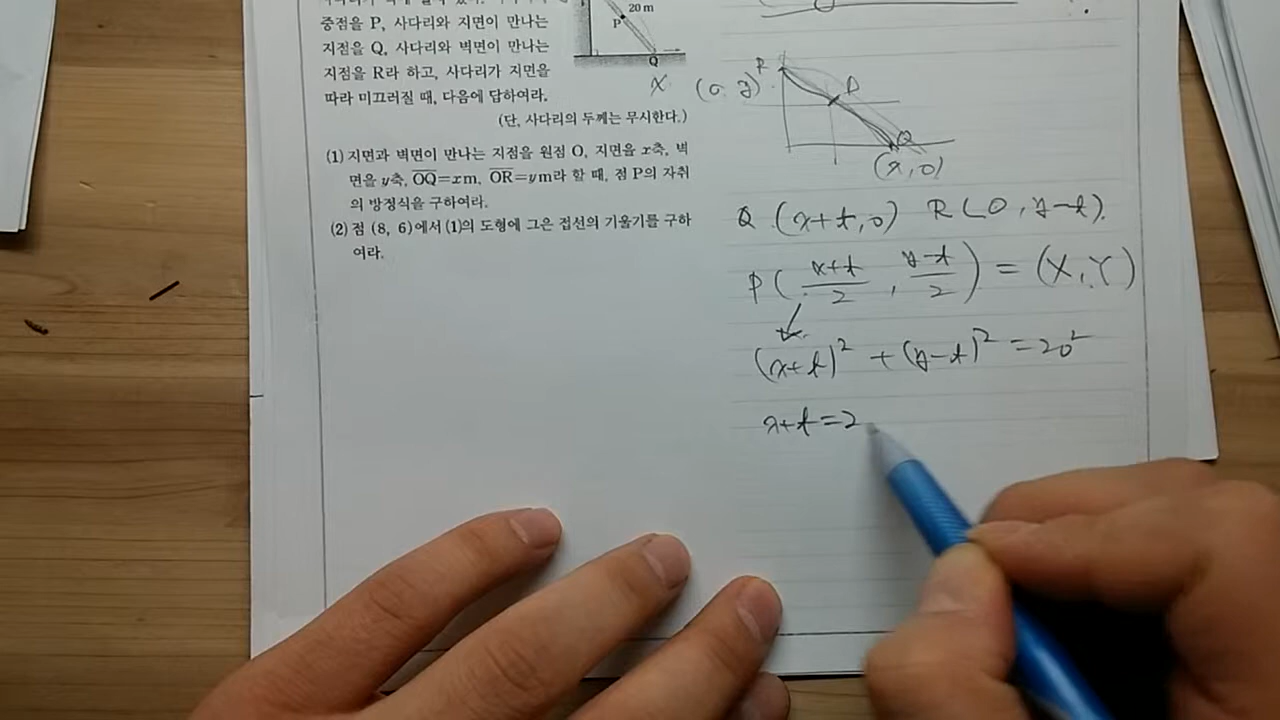 중점을 P, 사다리와 지면이 만나는
지점을 Q, 사다리와 벽면이 만나는
지점을 R라 하고, 사다리가 지면을
따라 미끄러질 때, 다음에 답하여라.
(단, 사다리의 두께는 무시한다.)
20 m
P
Q
(1) 지면과 벽면이 만나는 지점을 원점 O, 지면을 x축, 벽
면을 y축, OQ=x m, OR=y m라 할 때, 점 P의 자취
의 방정식을 구하여라.
(2) 점 (8, 6)에서 (1)의 도형에 그은 접선의 기울기를 구하
여라.
R
X (0 y)
P
Q
(x, 0)
Q (x+t, 0) R(0, y-t).
P(x+t/2, y-t/2) = (X, Y)
(x+t)² + (y-t)² = 20²
x+t=2